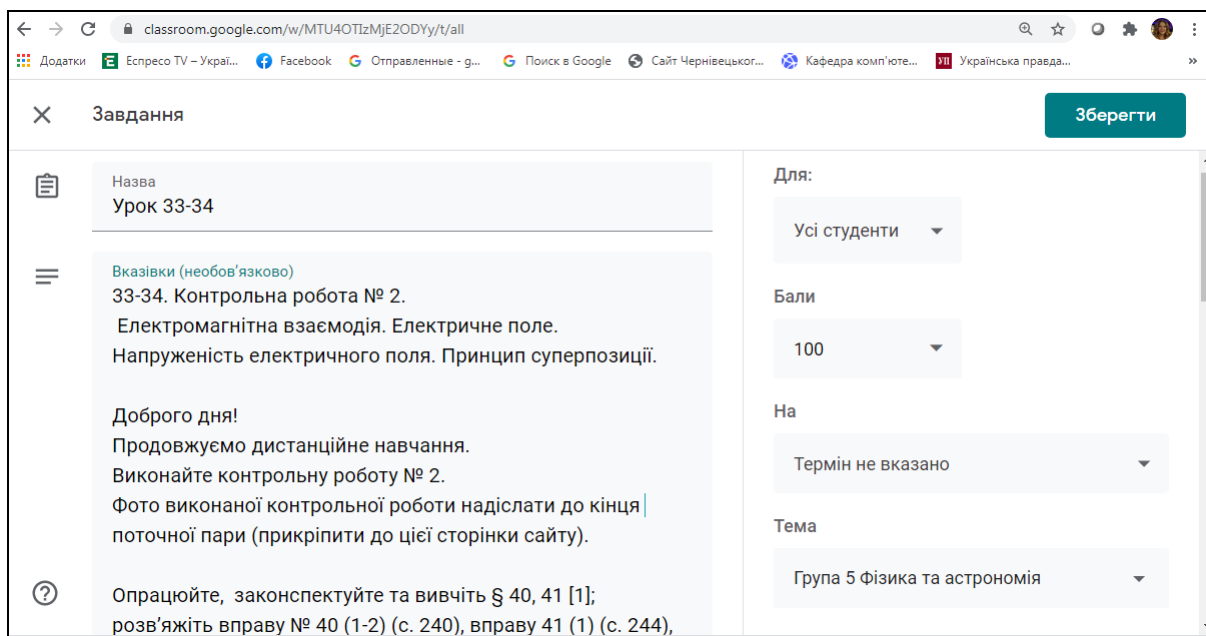 classroom.google.com/w/MTU4OTIzMjE2ODYy/t/all
Додатки Еспресо TV – Украї... Facebook Отправленные - g... Поиск в Google Сайт Чернівецьког... Кафедра комп'юте... УП Українська правда... »
Завдання
Зберегти
Назва
Урок 33-34
Вказівки (необов'язково)
33-34. Контрольна робота № 2.
Електромагнітна взаємодія. Електричне поле.
Напруженість електричного поля. Принцип суперпозиції.
Доброго дня!
Продовжуємо дистанційне навчання.
Виконайте контрольну роботу № 2.
Фото виконаної контрольної роботи надіслати до кінця
поточної пари (прикріпити до цієї сторінки сайту).
Опрацюйте, законспектуйте та вивчіть § 40, 41 [1];
розв'яжіть вправу № 40 (1-2) (с. 240), вправу 41 (1) (с. 244),
Для:
Усі студенти
Бали
100
На
Термін не вказано
Тема
Група 5 Фізика та астрономія